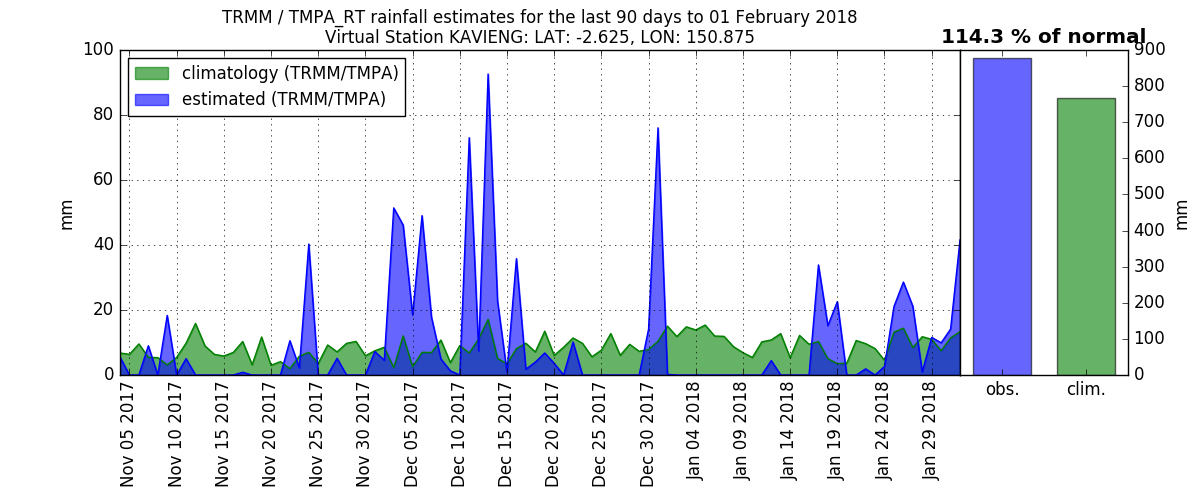 TRMM / TMPA_RT rainfall estimates for the last 90 days to 01 February 2018
Virtual Station KAVIENG: LAT: -2.625, LON: 150.875
114.3 % of normal
climatology (TRMM/TMPA)
estimated (TRMM/TMPA)
100
80
60
40
20
0
mm
900
800
700
600
500
400
300
200
100
0
mm
Nov 05 2017
Nov 10 2017
Nov 15 2017
Nov 20 2017
Nov 25 2017
Nov 30 2017
Dec 05 2017
Dec 10 2017
Dec 15 2017
Dec 20 2017
Dec 25 2017
Dec 30 2017
Jan 04 2018
Jan 09 2018
Jan 14 2018
Jan 19 2018
Jan 24 2018
Jan 29 2018
obs.
clim.